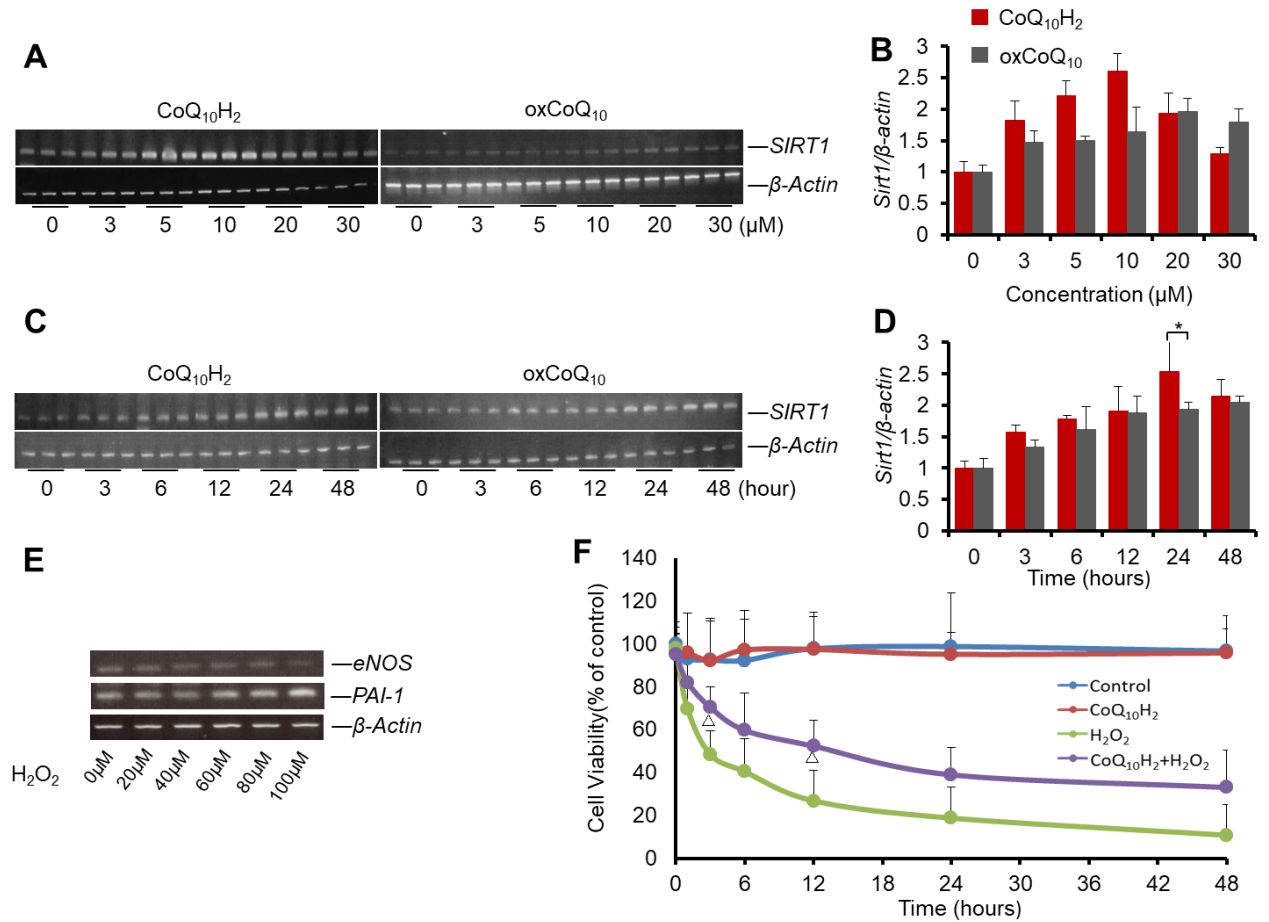 A
CoQ₁₀H₂ oxCoQ₁₀
—SIRT1
—β-Actin
0 3 5 10 20 30 0 3 5 10 20 30 (μM)
B
CoQ₁₀H₂
oxCoQ₁₀
Sirt1/β-actin
3
2.5
2
1.5
1
0.5
0
0 3 5 10 20 30
Concentration (μM)
C
CoQ₁₀H₂ oxCoQ₁₀
—SIRT1
—β-Actin
0 3 6 12 24 48 0 3 6 12 24 48 (hour)
D
*
Sirt1/β-actin
3
2.5
2
1.5
1
0.5
0
0 3 6 12 24 48
Time (hours)
E
—eNOS
—PAI-1
—β-Actin
H₂O₂ 0μM 20μM 40μM 60μM 80μM 100μM
F
Cell Viability(% of control)
140
120
100
80
60
40
20
0
Control
CoQ₁₀H₂
H₂O₂
CoQ₁₀H₂+H₂O₂
0 6 12 18 24 30 36 42 48
Time (hours)